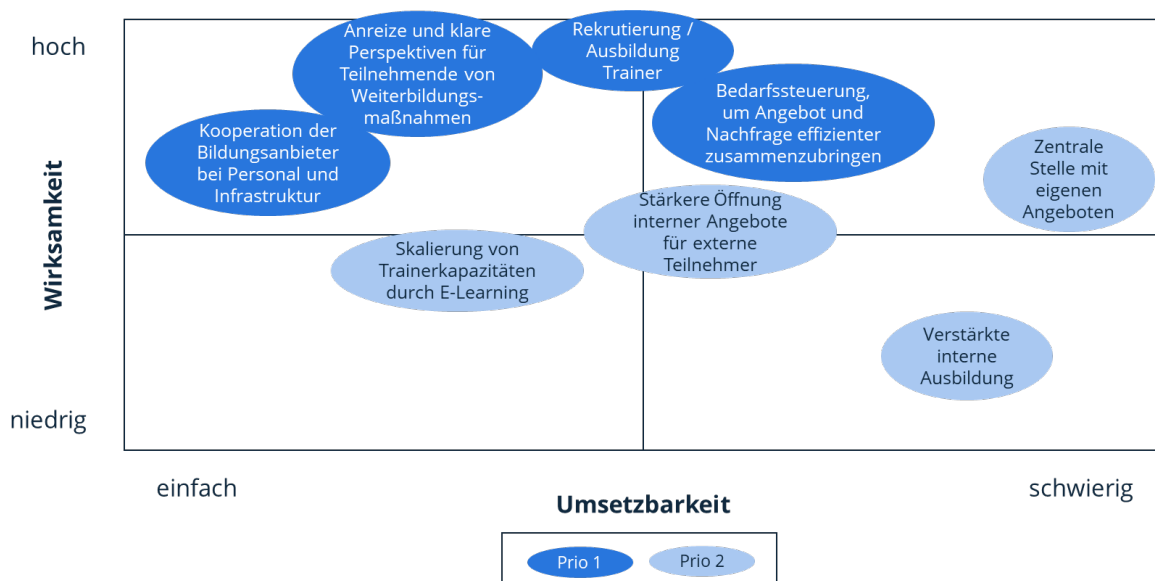 hoch
Anreize und klare
Perspektiven für
Teilnehmende von
Weiterbildungs-
maßnahmen
Rekrutierung /
Ausbildung
Trainer
Bedarfssteuerung,
um Angebot und
Nachfrage effizienter
zusammenzubringen
Kooperation der
Bildungsanbieter
bei Personal und
Infrastruktur
Zentrale
Stelle mit
eigenen
Angeboten
Wirksamkeit
Stärkere Öffnung
interner Angebote
für externe
Teilnehmer
Skalierung von
Trainerkapazitäten
durch E-Learning
Verstärkte
interne
Ausbildung
niedrig
einfach
schwierig
Umsetzbarkeit
Prio 1
Prio 2